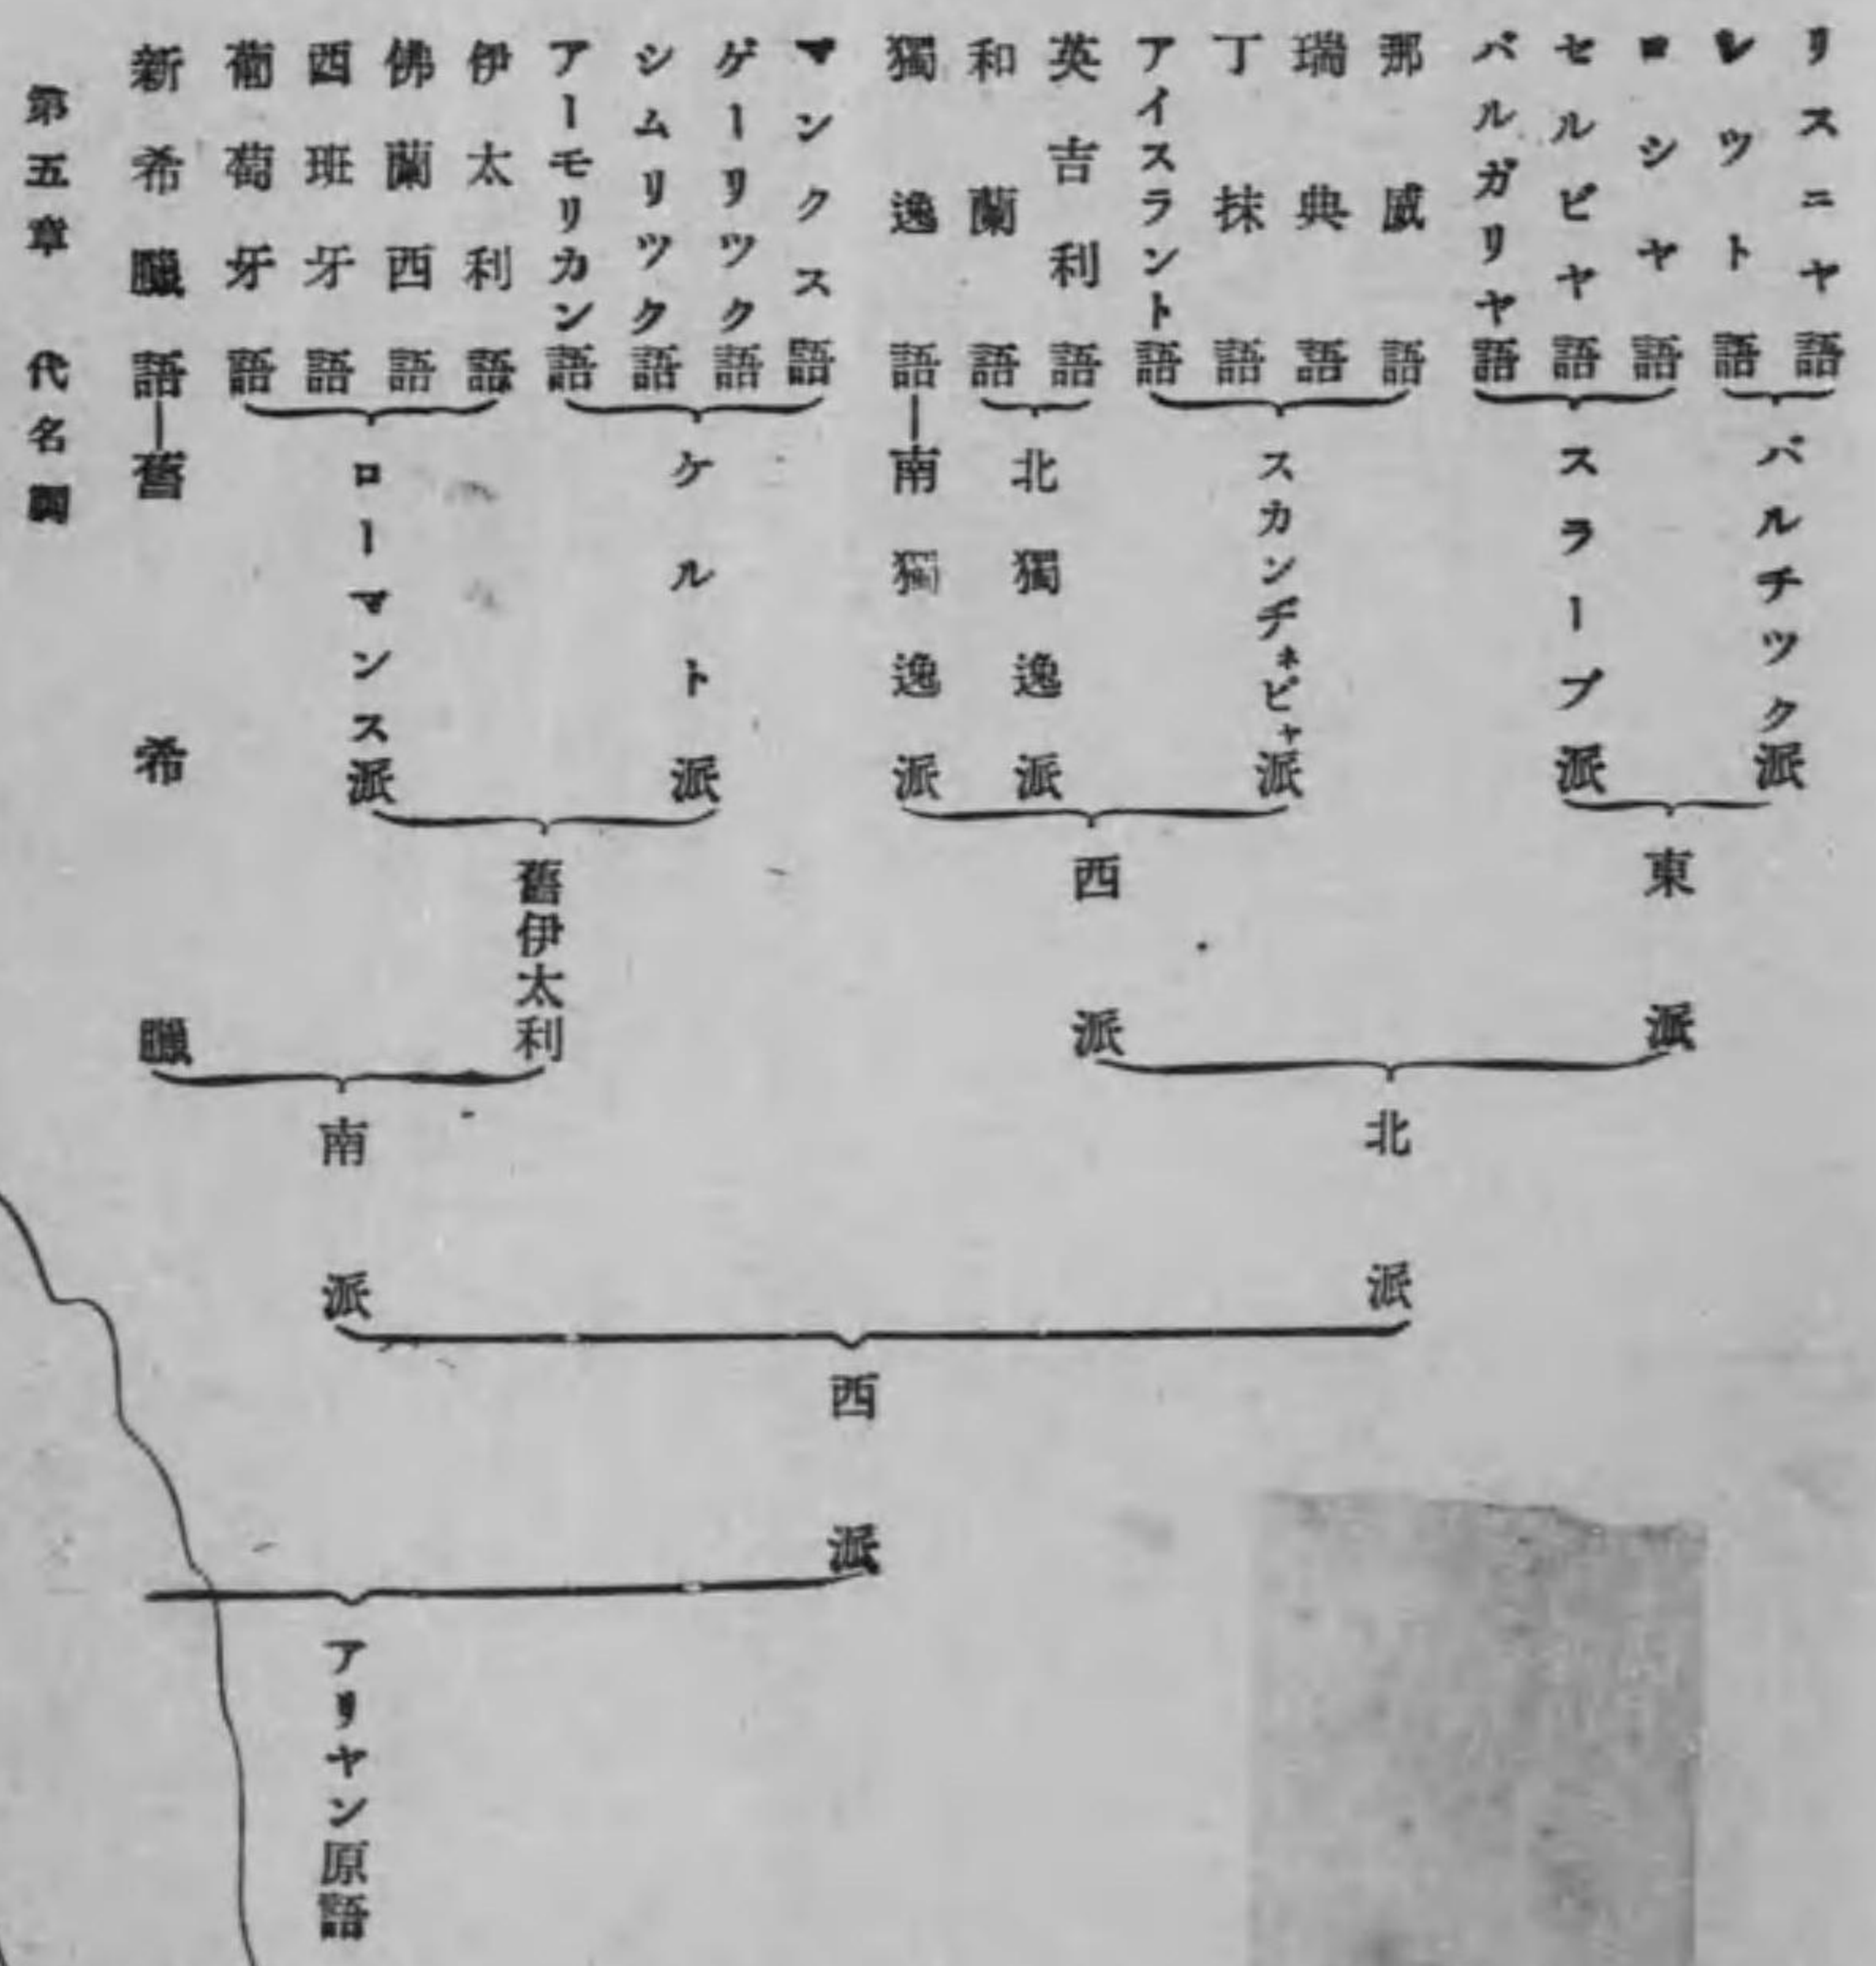 リスニヤ語
レツト語
ロシヤ語
セルビヤ語
バルガリヤ語
那威語
瑞典語
丁抹語
アイスラント語
英吉利語
和蘭語
獨逸語
マンクス語
ゲーリツク語
シムリツク語
アーモリカン語
伊太利語
佛蘭西語
西班牙語
葡萄牙語
新希臘語
バルチツク派
スラーブ派
スカンヂネビヤ派
北獨逸派
南獨逸派
ケルト派
ローマンス派
舊希臘
東派
西派
舊伊太利
北派
南派
西派
アリヤン原語
第五章 代名詞